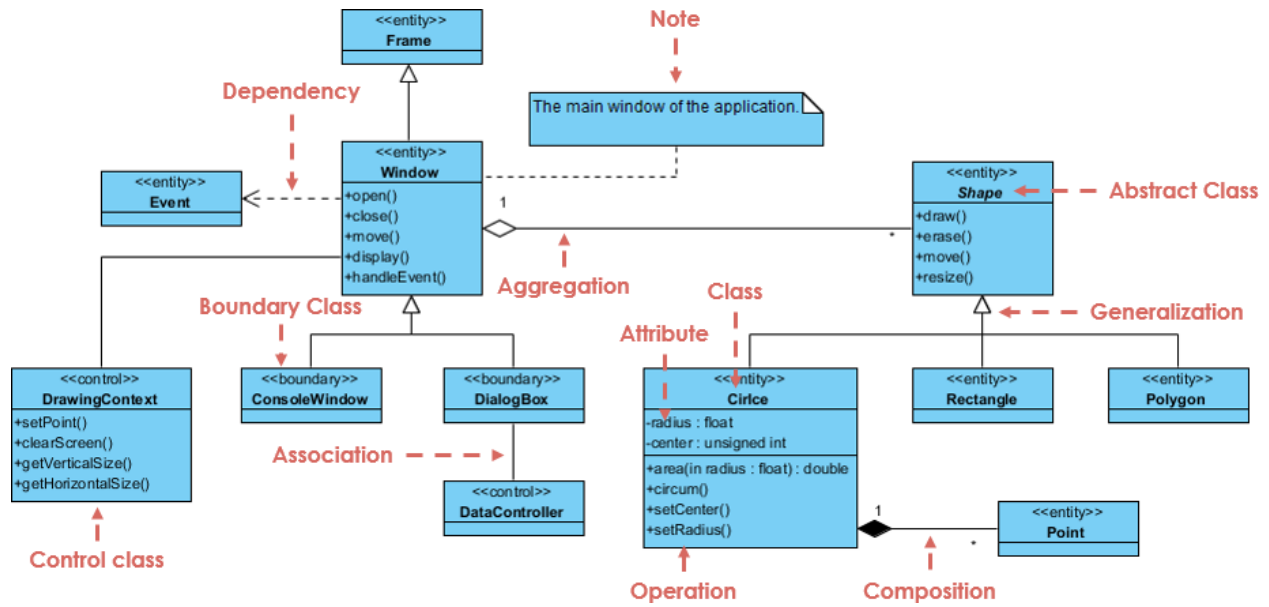 <<entity>>
Frame
Note
The main window of the application.
Dependency
<<entity>>
Window
+open()
+close()
+move()
+display()
+handleEvent()
<<entity>>
Event
1
*
Aggregation
<<entity>>
Shape
+draw()
+erase()
+move()
+resize()
Abstract Class
Generalization
Boundary Class
Class
Attribute
<<control>>
DrawingContext
+setPoint()
+clearScreen()
+getVerticalSize()
+getHorizontalSize()
Control class
<<boundary>>
ConsoleWindow
<<boundary>>
DialogBox
Association
<<control>>
DataController
<<entity>>
Cirlce
-radius : float
-center : unsigned int
+area(in radius : float) : double
+circum()
+setCenter()
+setRadius()
Operation
<<entity>>
Rectangle
<<entity>>
Polygon
1
*
Composition
<<entity>>
Point